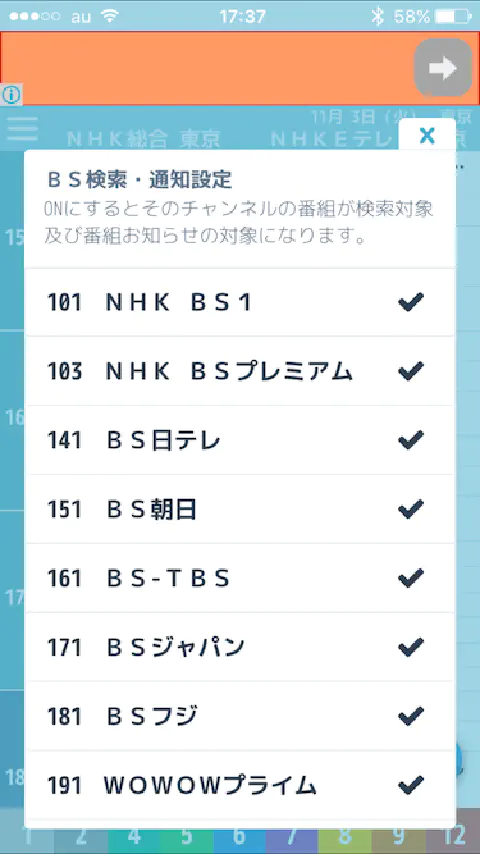 au 17:37 58%
11月 3日 (火) 東京
ＮＨＫ総合 東京 ＮＨＫＥテレ
ＢＳ検索・通知設定
ONにするとそのチャンネルの番組が検索対象
及び番組お知らせの対象になります。
15
101 ＮＨＫ ＢＳ１
103 ＮＨＫ ＢＳプレミアム
16
141 ＢＳ日テレ
151 ＢＳ朝日
161 ＢＳ-ＴＢＳ
17
171 ＢＳジャパン
181 ＢＳフジ
18
191 ＷＯＷＯＷプライム
1 2 4 5 6 7 8 9 12